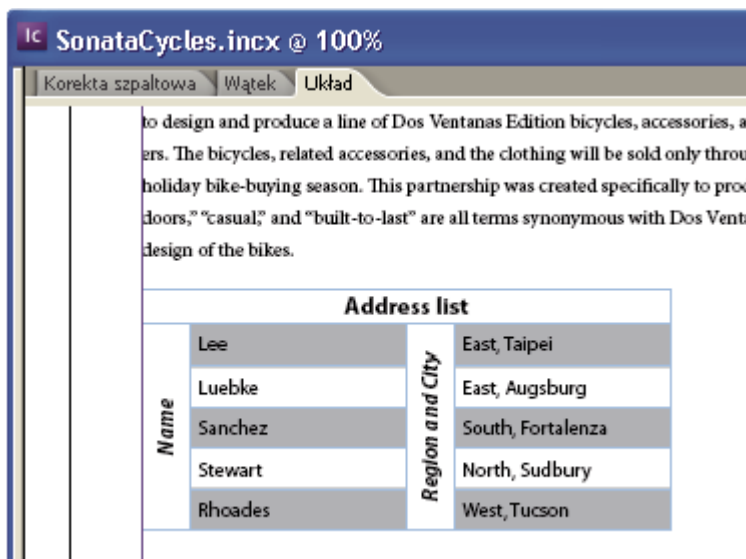 Ic SonataCycles.incx @ 100%
Korekta szpaltowa Wątek Układ
to design and produce a line of Dos Ventanas Edition bicycles, accessories, a
ers. The bicycles, related accessories, and the clothing will be sold only throu
holiday bike-buying season. This partnership was created specifically to prod
doors,” “casual,” and “built-to-last” are all terms synonymous with Dos Venta
design of the bikes.
Address list
Name
Region and City
Lee East, Taipei
Luebke East, Augsburg
Sanchez South, Fortalenza
Stewart North, Sudbury
Rhoades West, Tucson